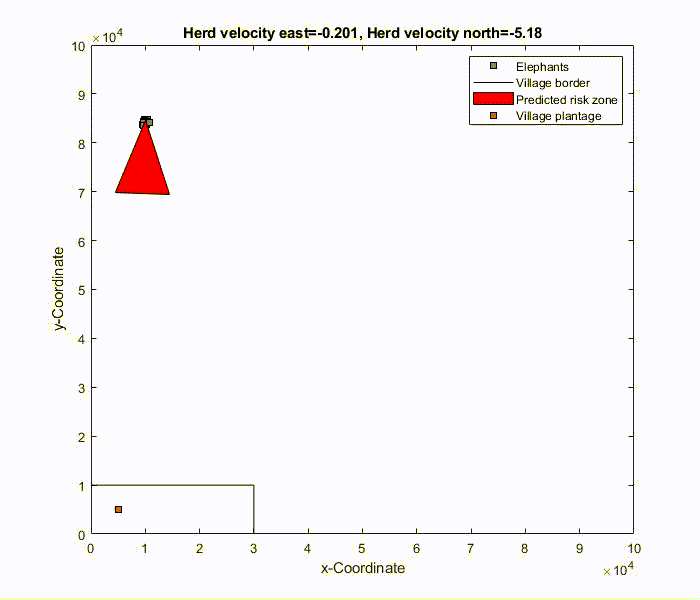 Herd velocity east=-0.201, Herd velocity north=-5.18
×10⁴
Elephants
Village border
Predicted risk zone
Village plantage
10
9
8
7
6
5
4
3
2
1
0
y-Coordinate
0 1 2 3 4 5 6 7 8 9 10
x-Coordinate
×10⁴